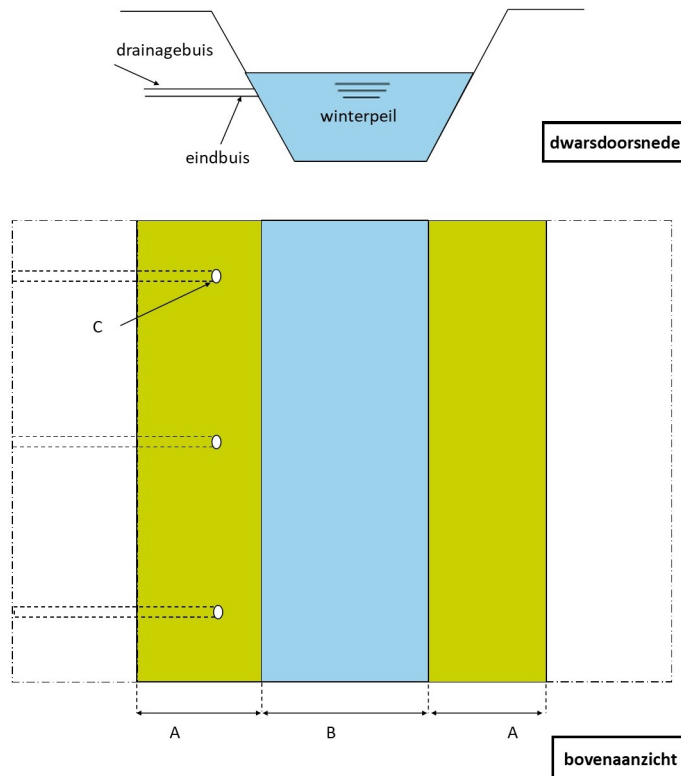 drainagebuis
winterpeil
eindbuis
dwarsdoorsnede
C
A
B
A
bovenaanzicht